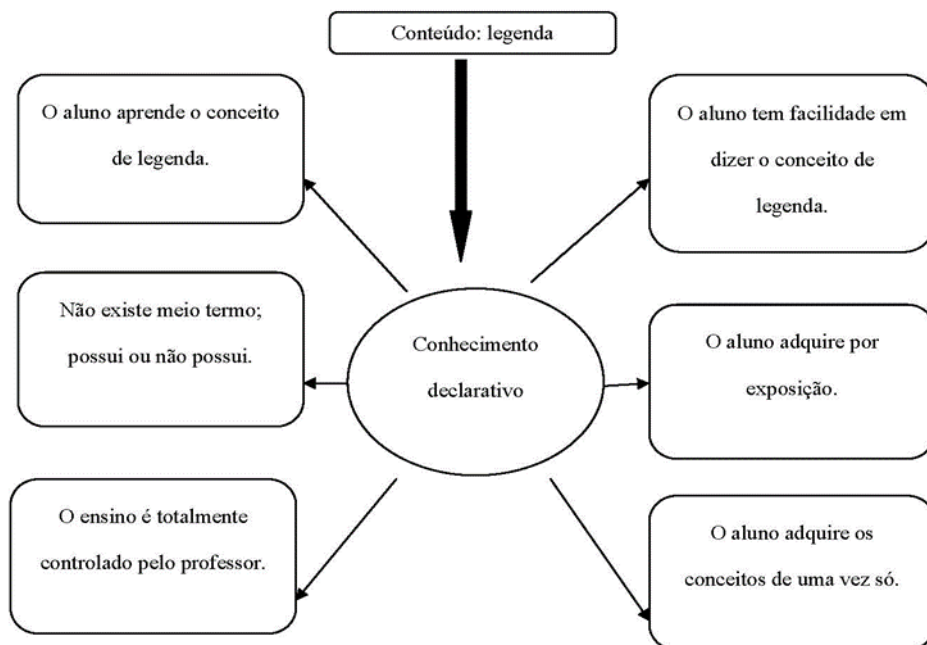 Conteúdo: legenda
O aluno aprende o conceito
de legenda.
O aluno tem facilidade em
dizer o conceito de
legenda.
Não existe meio termo;
possui ou não possui.
Conhecimento
declarativo
O aluno adquire por
exposição.
O ensino é totalmente
controlado pelo professor.
O aluno adquire os
conceitos de uma vez só.